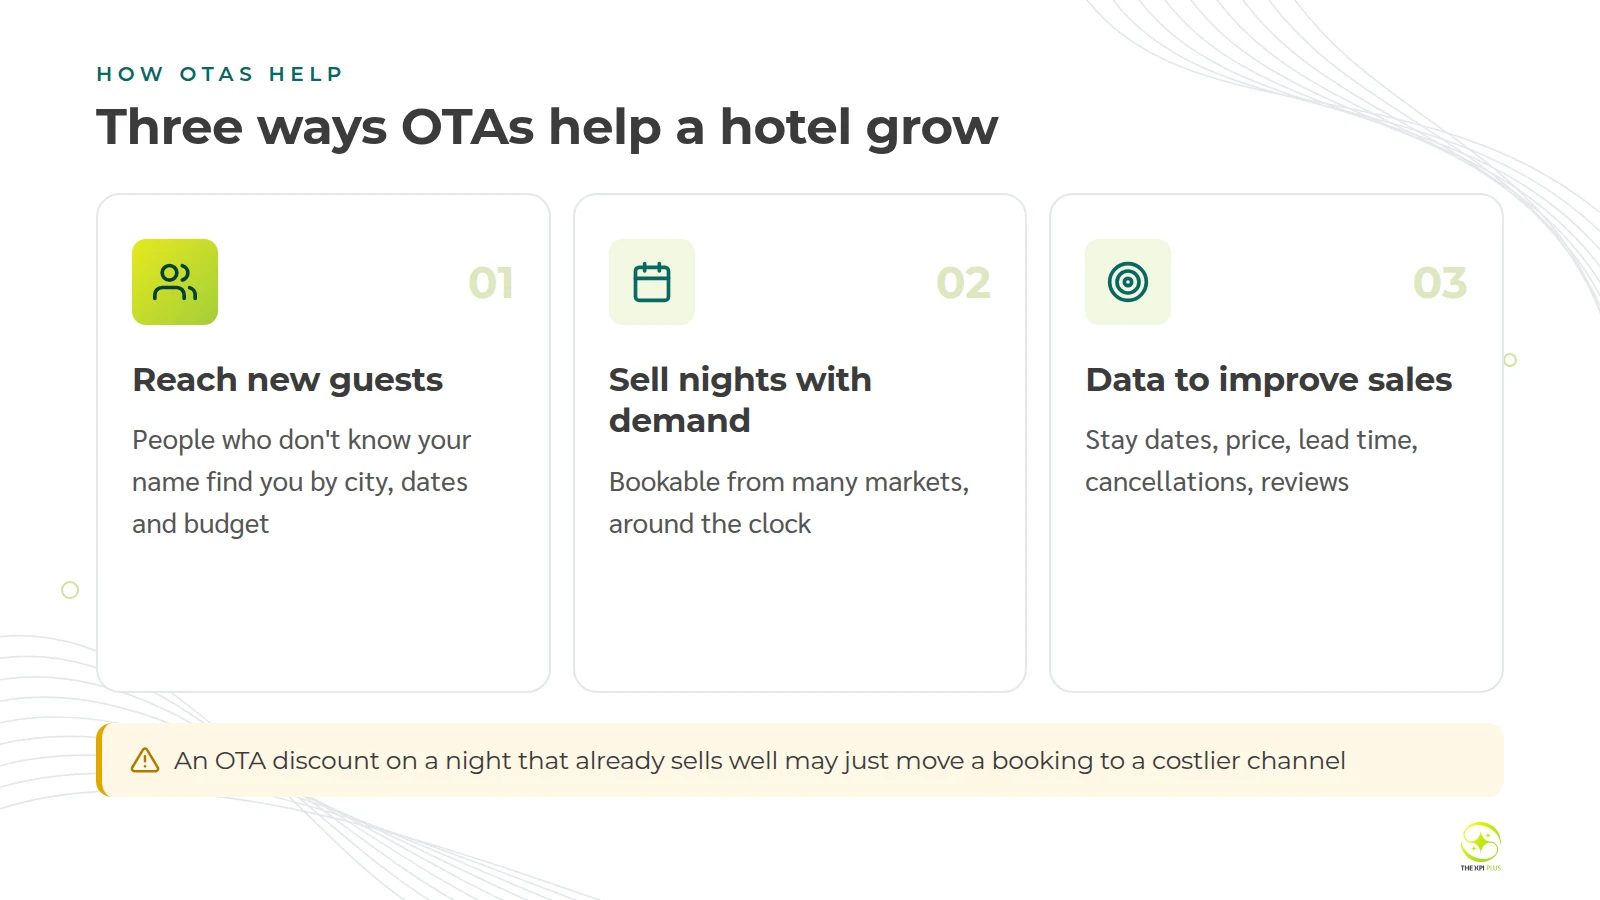 HOW OTAS HELP
Three ways OTAs help a hotel grow
01
Reach new guests
People who don't know your
name find you by city, dates
and budget
02
Sell nights with
demand
Bookable from many markets,
around the clock
03
Data to improve sales
Stay dates, price, lead time,
cancellations, reviews
An OTA discount on a night that already sells well may just move a booking to a costlier channel
THE XPI PLUS